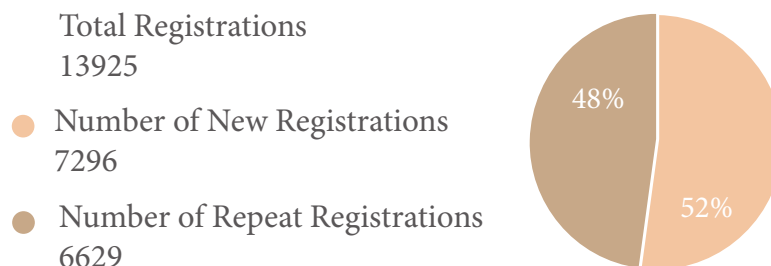 Total Registrations
13925
Number of New Registrations
7296
Number of Repeat Registrations
6629
48%
52%